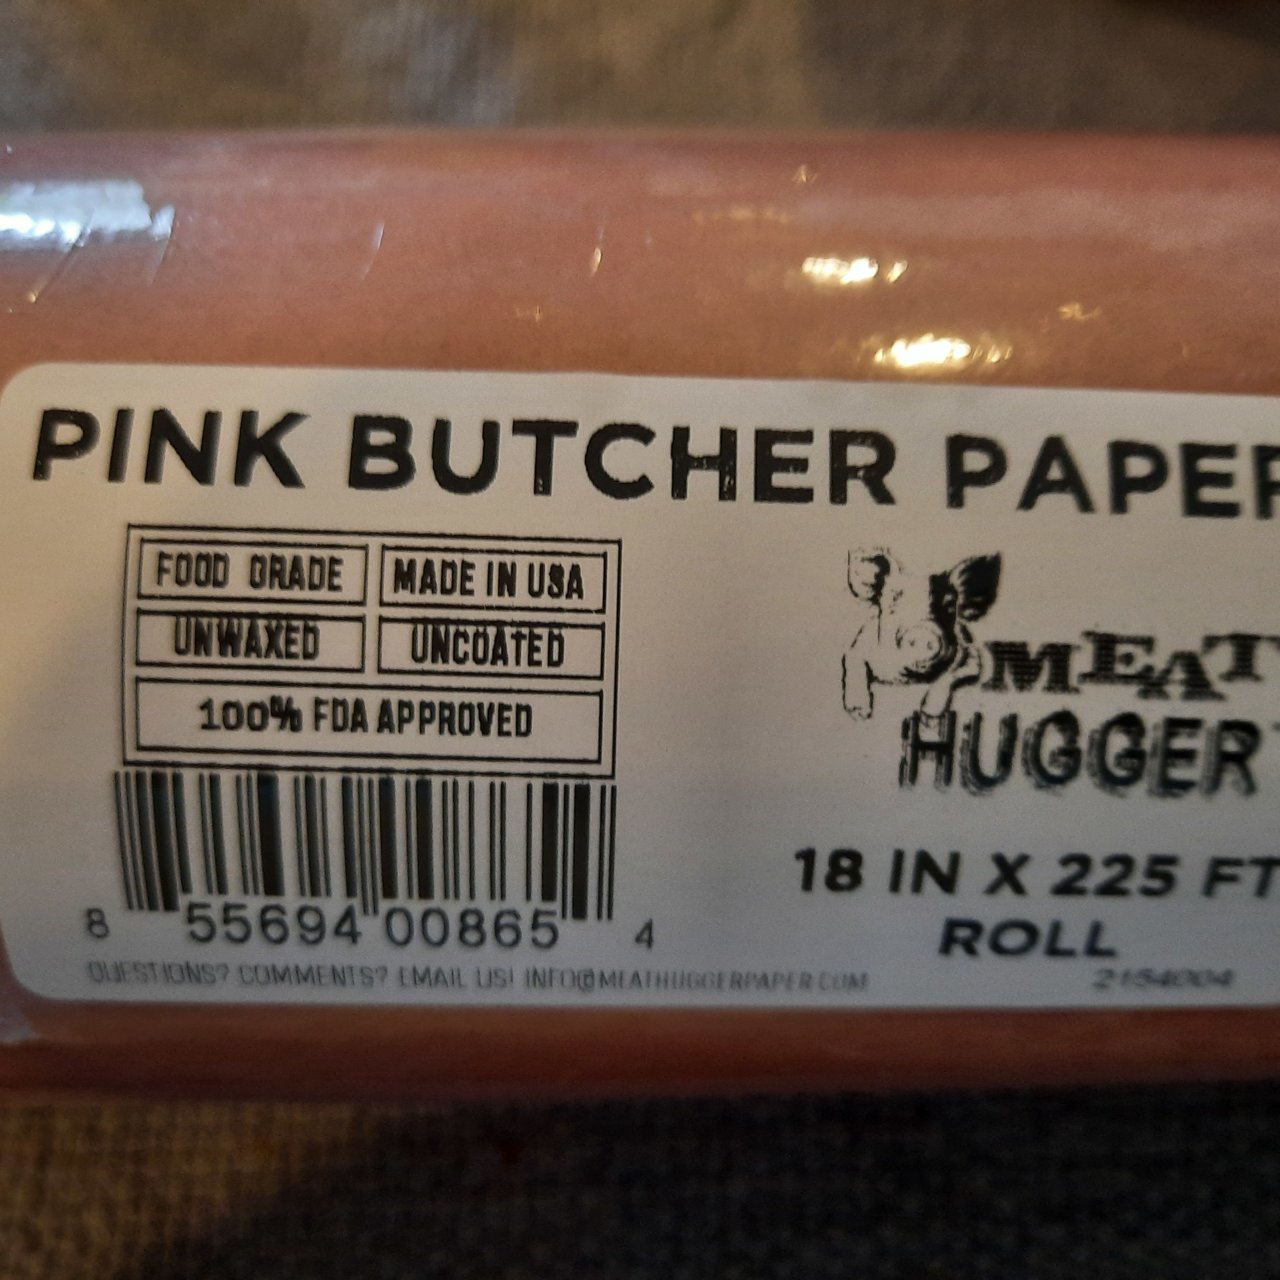 PINK BUTCHER PAPER
FOOD GRADE
MADE IN USA
UNWAXED
UNCOATED
100% FDA APPROVED
MEAT
HUGGER
18 IN X 225 FT
ROLL
8 55694 00865 4
QUESTIONS? COMMENTS? EMAIL US! INFO@MEATHUGGERPAPER.COM
2154004